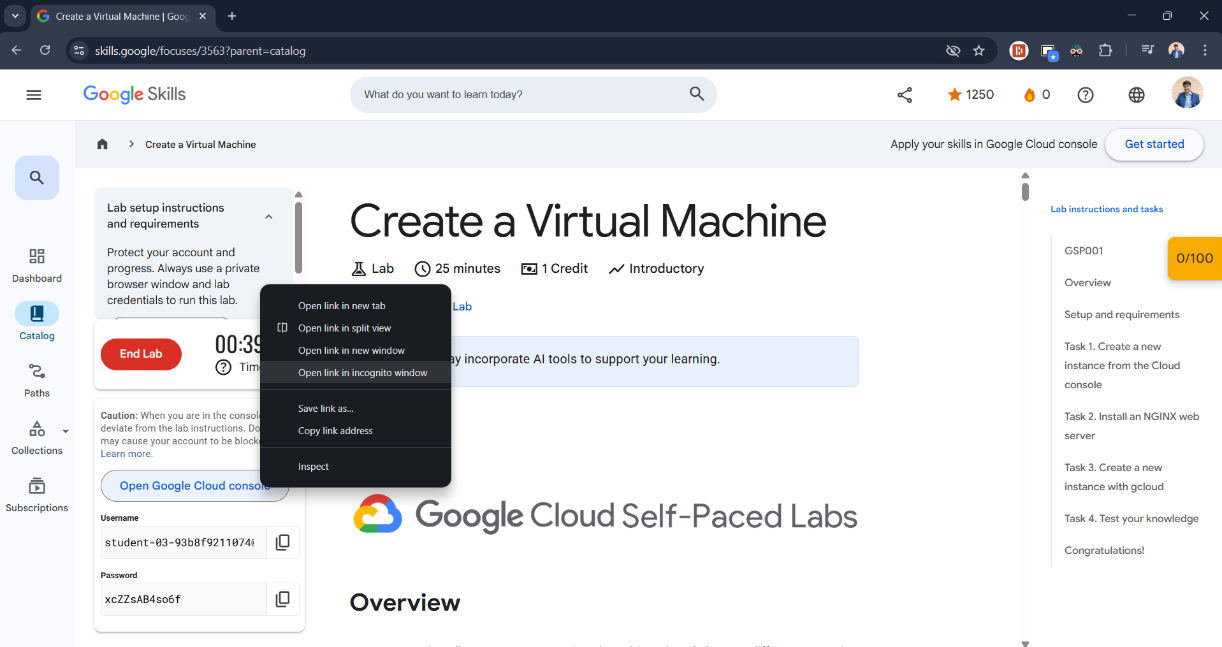 Create a Virtual Machine | Goog
skills.google/focuses/3563?parent=catalog
Google Skills
What do you want to learn today?
1250
0
Create a Virtual Machine
Apply your skills in Google Cloud console
Get started
Dashboard
Catalog
Paths
Collections
Subscriptions
Lab setup instructions
and requirements
Protect your account and
progress. Always use a private
browser window and lab
credentials to run this lab.
End Lab
00:39
Time
Caution: When you are in the console
deviate from the lab instructions. Do
may cause your account to be blocke
Learn more.
Open Google Cloud console
Username
student-03-93b8f9211074
Password
xcZZsAB4so6f
Open link in new tab
Open link in split view
Open link in new window
Open link in incognito window
Save link as...
Copy link address
Inspect
Create a Virtual Machine
Lab
25 minutes
1 Credit
Introductory
Lab
ay incorporate AI tools to support your learning.
Google Cloud Self-Paced Labs
Overview
Lab instructions and tasks
GSP001
Overview
Setup and requirements
Task 1. Create a new
instance from the Cloud
console
Task 2. Install an NGINX web
server
Task 3. Create a new
instance with gcloud
Task 4. Test your knowledge
Congratulations!
0/100